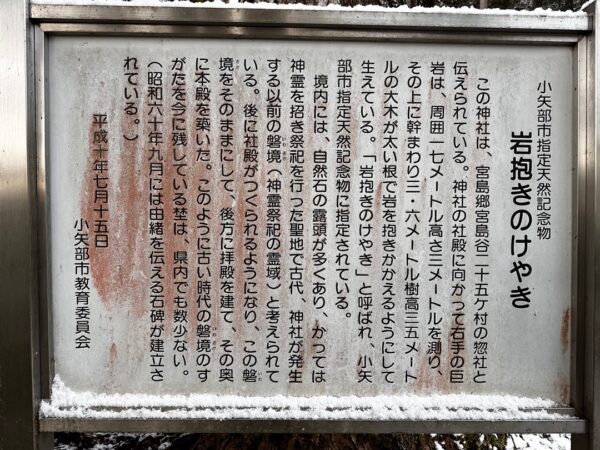 小矢部市指定天然記念物
岩抱きのけやき
この神社は、宮島郷宮島谷二十五ケ村の惣社と
伝えられている。神社の社殿に向かって右手の巨
岩は、周囲一七メートル高さ三メートルを測り、
その上に幹まわり三・六メートル樹高三五メート
ルの大木が太い根で岩を抱きかかえるようにして
生えている。「岩抱きのけやき」と呼ばれ、小矢
部市指定天然記念物に指定されている。
境内には、自然石の露頭が多くあり、かつては
神霊を招き祭祀を行った聖地で古代、神社が発生
する以前の磐境(神霊祭祀の霊域)と考えられて
いる。後に社殿がつくられるようになり、この磐
境をそのままにして、後方に拝殿を建て、その奥
に本殿を築いた。このように古い時代の磐境のす
がたを今に残している埜は、県内でも数少ない。
(昭和六十年九月には由緒を伝える石碑が建立さ
れている。)
平成十年七月十五日
小矢部市教育委員会